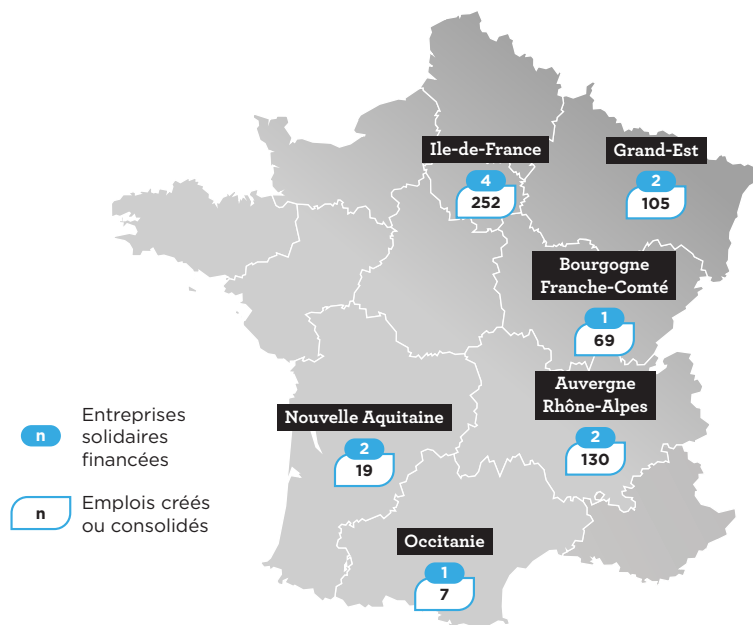 Ile-de-France
4
252
Grand-Est
2
105
Bourgogne
Franche-Comté
1
69
Auvergne
Rhône-Alpes
2
130
Nouvelle Aquitaine
2
19
Occitanie
1
7
n
Entreprises
solidaires
financées
n
Emplois créés
ou consolidés